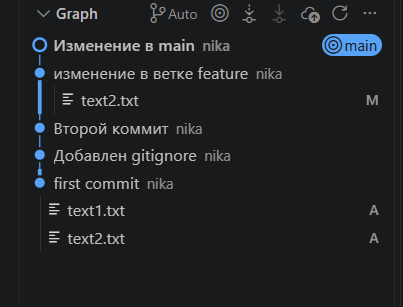 Graph Auto
Изменение в main nika main
изменение в ветке feature nika
text2.txt M
Второй коммит nika
Добавлен gitignore nika
first commit nika
text1.txt A
text2.txt A